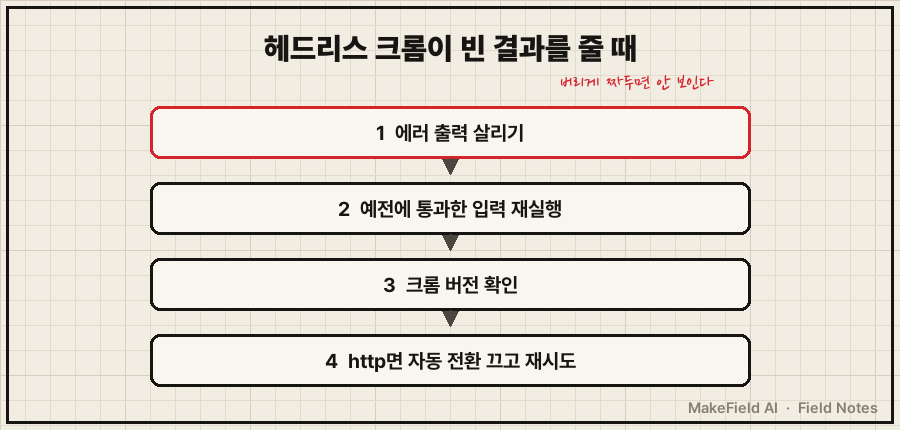 헤드리스 크롬이 빈 결과를 줄 때
버리게 짜두면 안 보인다
1 에러 출력 살리기
2 예전에 통과한 입력 재실행
3 크롬 버전 확인
4 http면 자동 전환 끄고 재시도
MakeField AI · Field Notes